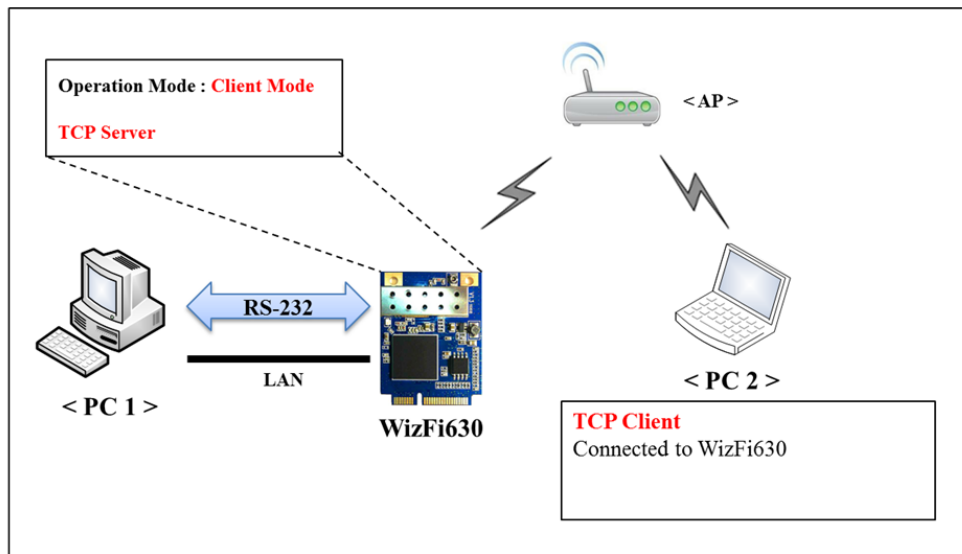 Operation Mode : Client Mode
TCP Server
< AP >
RS-232
LAN
< PC 1 >
WizFi630
< PC 2 >
TCP Client
Connected to WizFi630